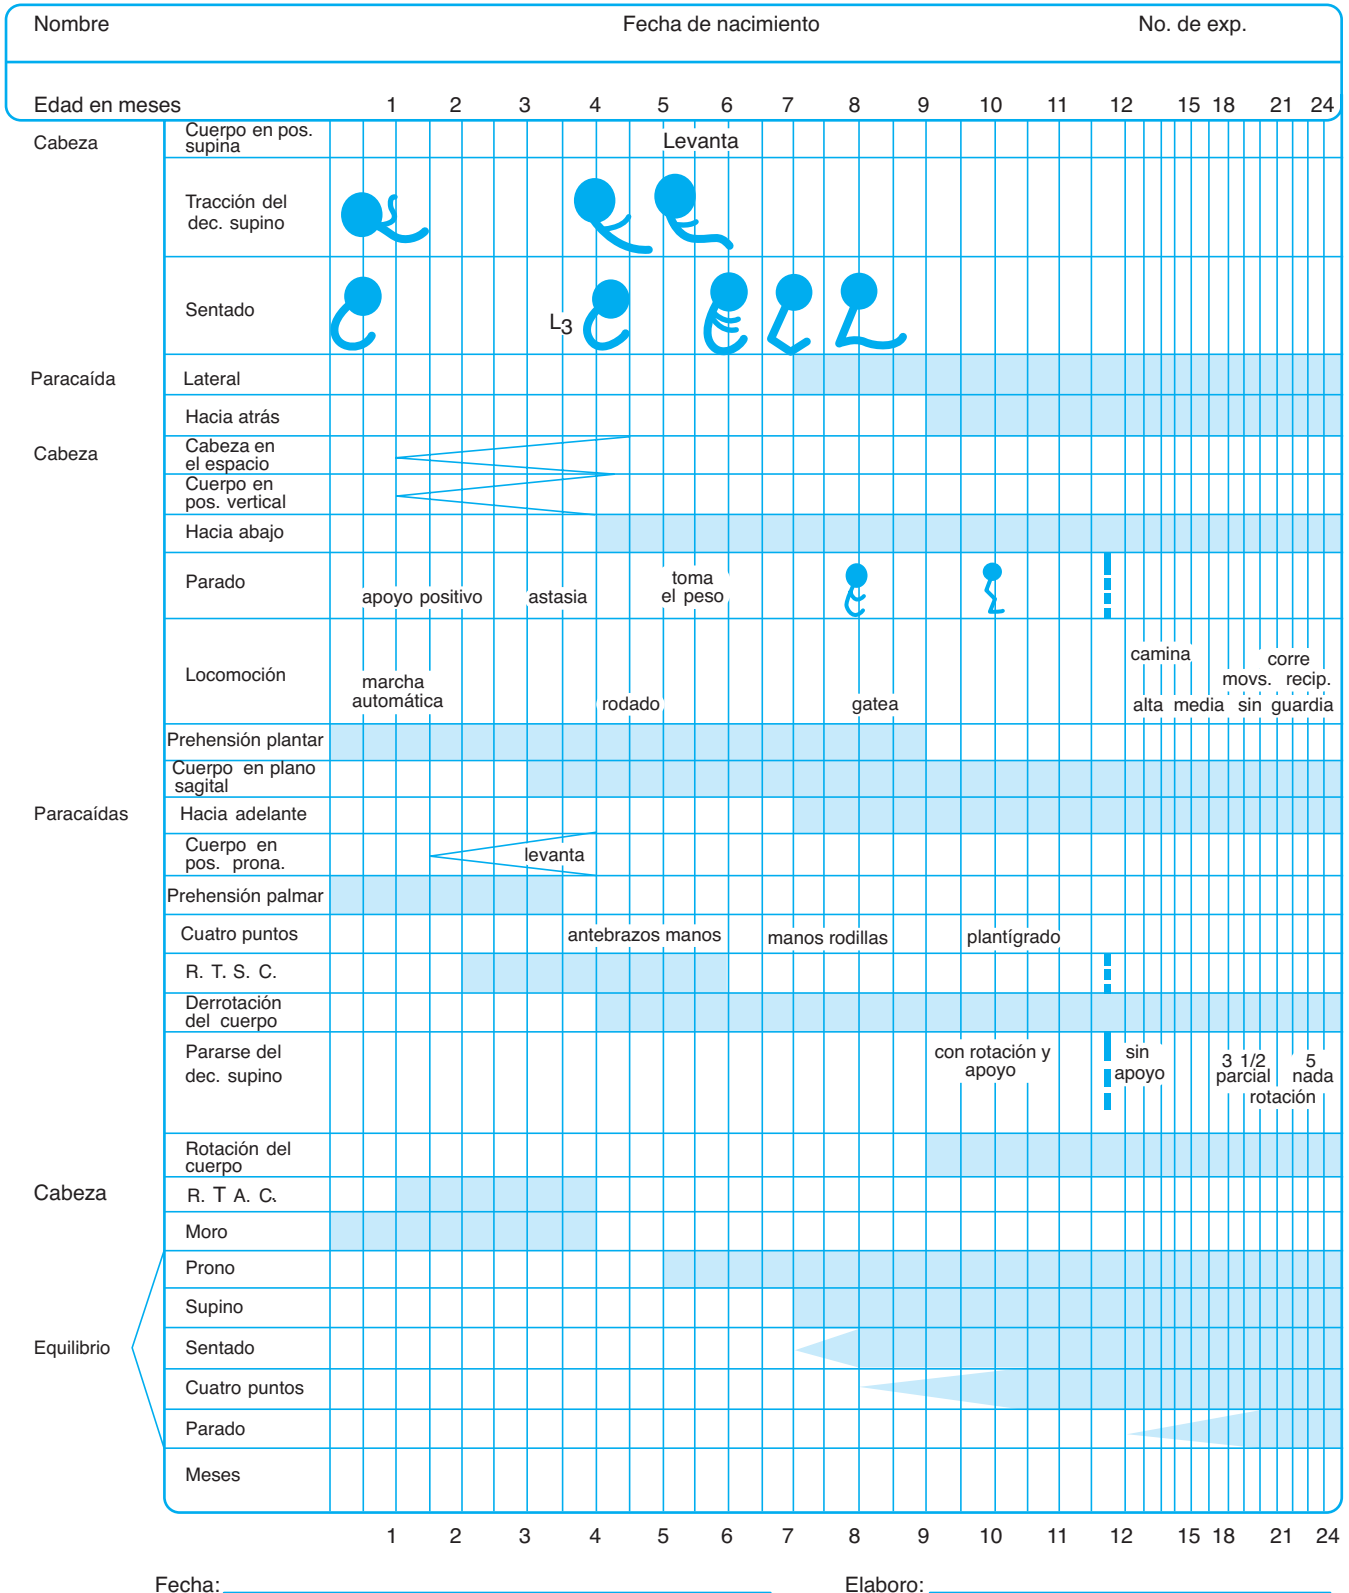 Nombre Fecha de nacimiento No. de exp.
Edad en meses 1 2 3 4 5 6 7 8 9 10 11 12 15 18 21 24
Cabeza
Cuerpo en pos.
supina
Levanta
Tracción del
dec. supino
Sentado
L3
Paracaída
Lateral
Hacia atrás
Cabeza
Cabeza en
el espacio
Cuerpo en
pos. vertical
Hacia abajo
Parado
apoyo positivo
astasia
toma
el peso
Locomoción
marcha
automática
rodado
gatea
camina
corre
movs. recip.
alta media sin guardia
Prehensión plantar
Cuerpo en plano
sagital
Paracaídas
Hacia adelante
Cuerpo en
pos. prona.
levanta
Prehensión palmar
Cuatro puntos
antebrazos manos
manos rodillas
plantígrado
R. T. S. C.
Derrotación
del cuerpo
Pararse del
dec. supino
con rotación y
apoyo
sin
apoyo
3 1/2 5
parcial nada
rotación
Rotación del
cuerpo
Cabeza
R. T A. C.
Moro
Equilibrio
Prono
Supino
Sentado
Cuatro puntos
Parado
Meses
1 2 3 4 5 6 7 8 9 10 11 12 15 18 21 24
Fecha: Elaboro: